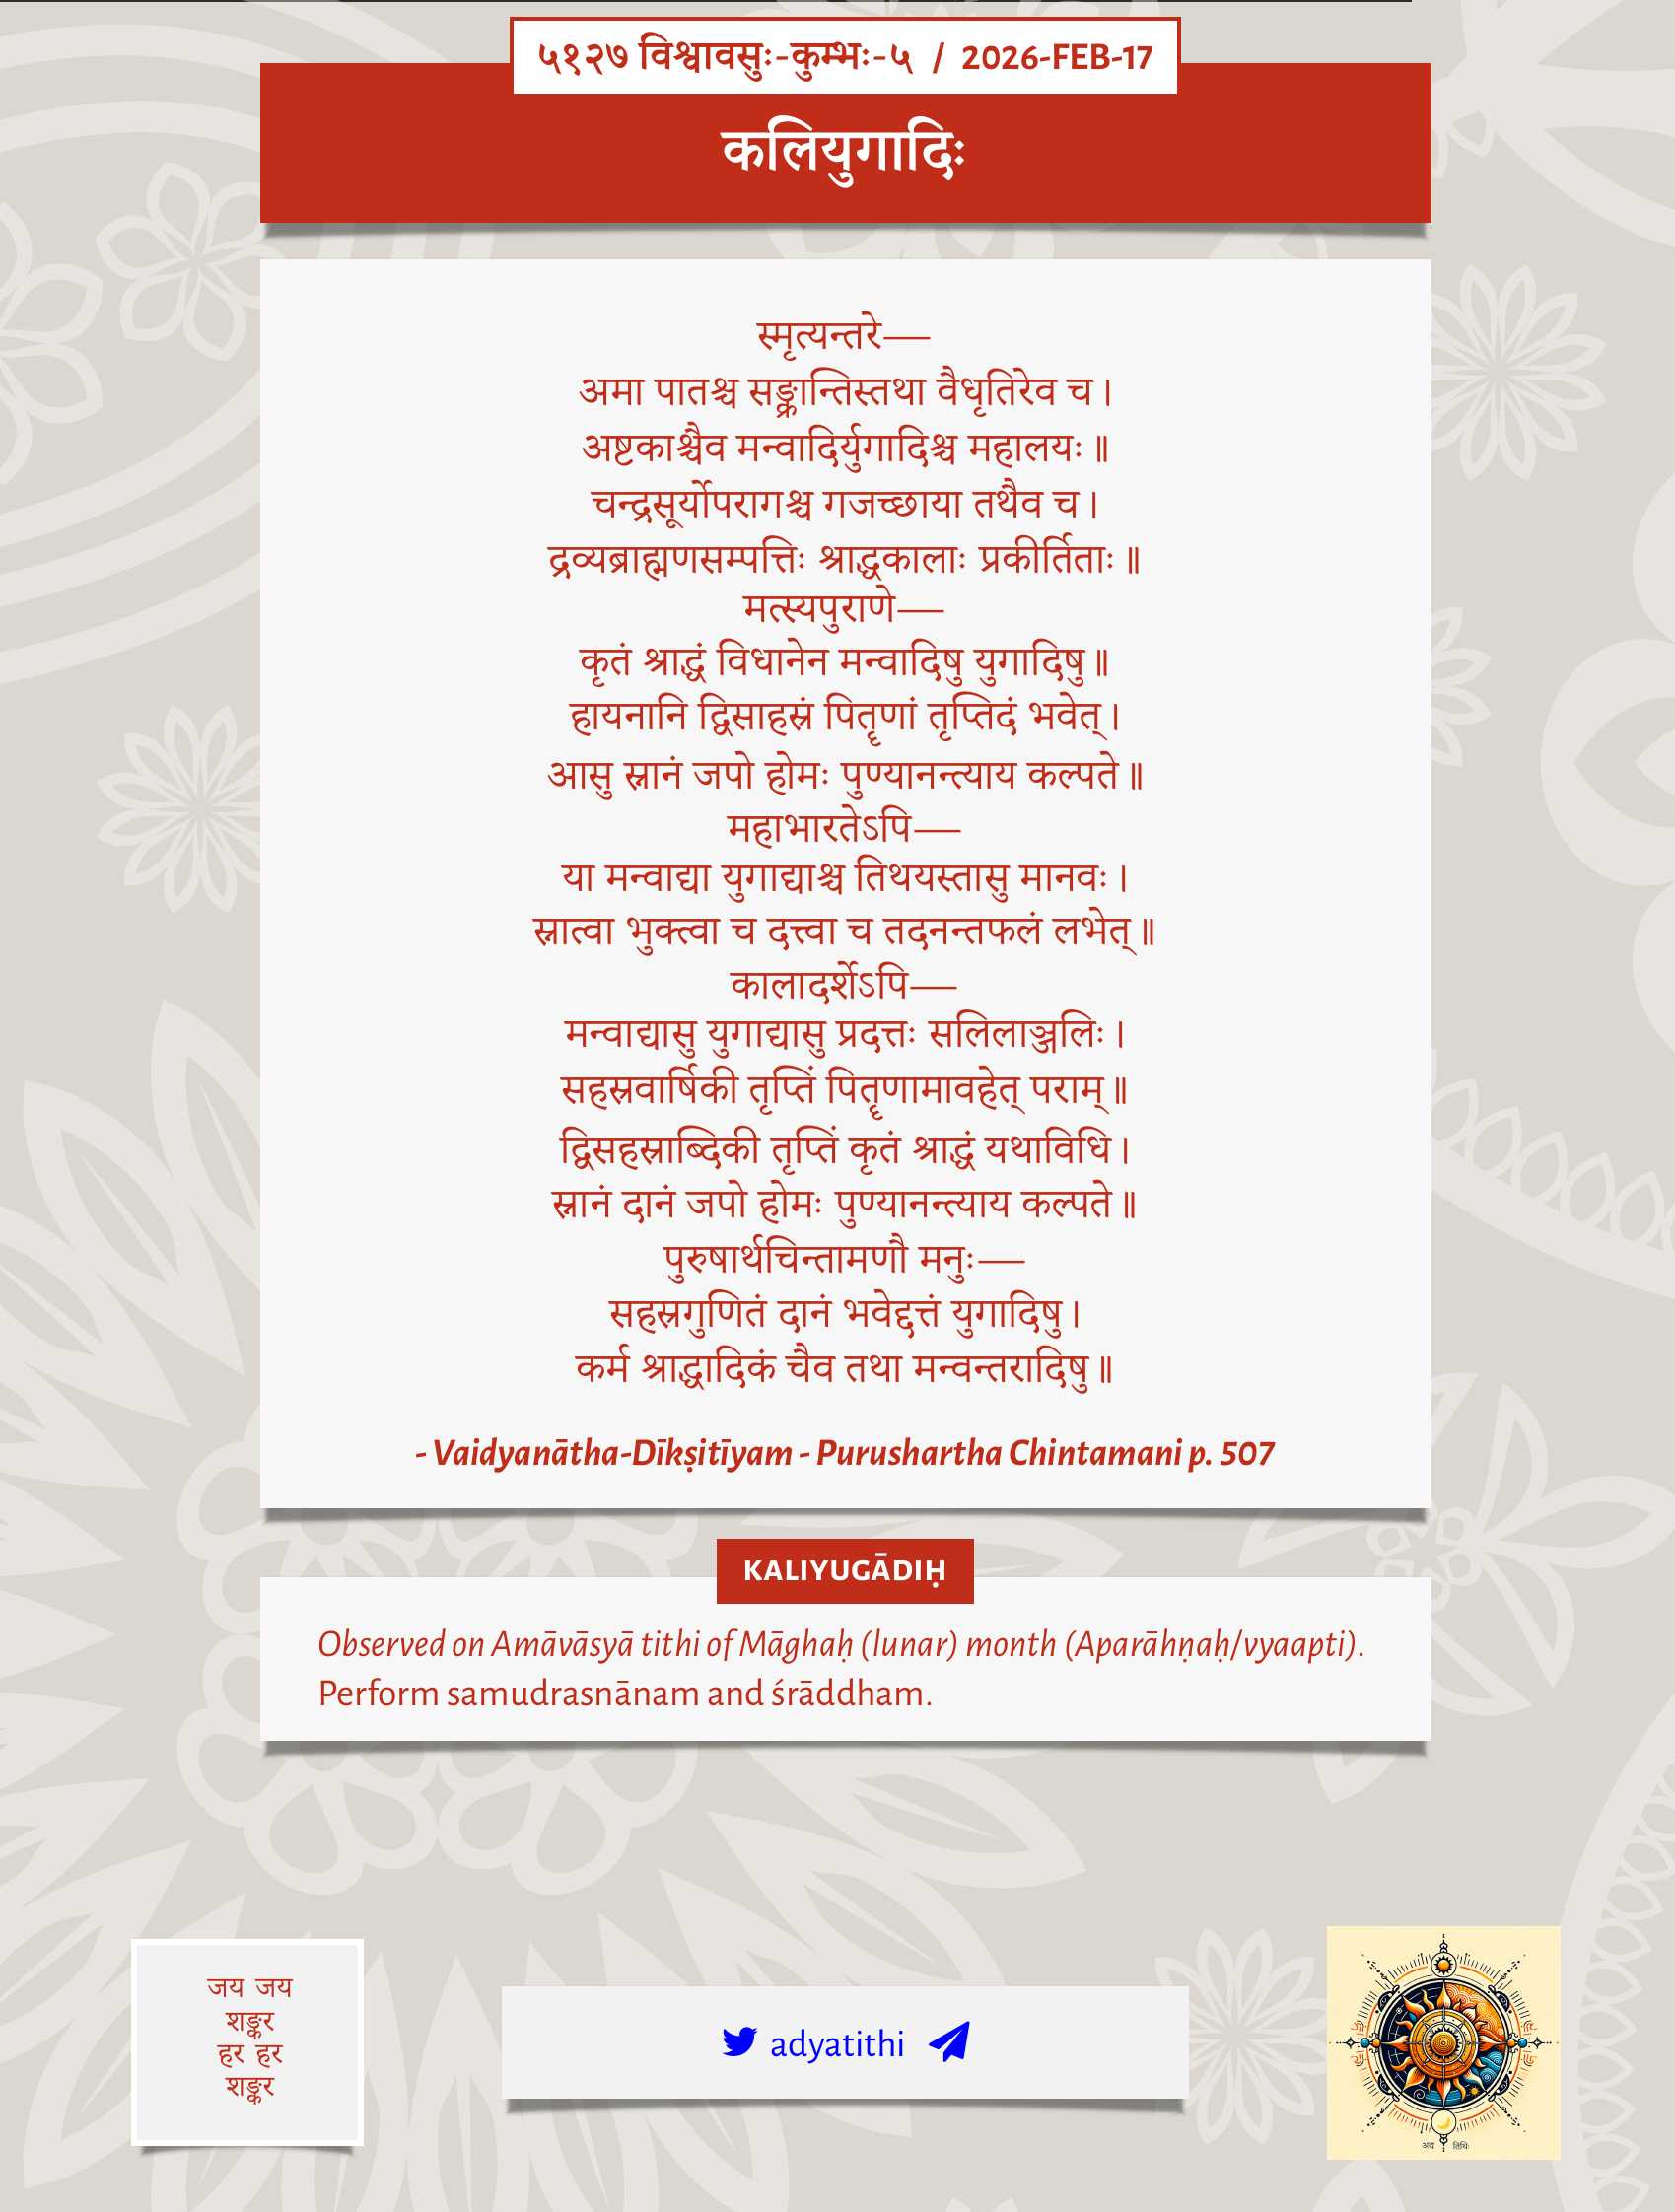 ५१२७ विश्वावसुः-कुम्भः-५ / 2026-FEB-17
कलियुगादिः
स्मृत्यन्तरे—
अमा पातश्च सङ्क्रान्तिस्तथा वैधृतिरेव च।
अष्टकाश्चैव मन्वादिर्युगादिश्च महालयः॥
चन्द्रसूर्योपरागश्च गजच्छाया तथैव च।
द्रव्यब्राह्मणसम्पत्तिः श्राद्धकालाः प्रकीर्तिताः॥
मत्स्यपुराणे—
कृतं श्राद्धं विधानेन मन्वादिषु युगादिषु॥
हायनानि द्विसाहस्रं पितॄणां तृप्तिदं भवेत्।
आसु स्नानं जपो होमः पुण्यानन्त्याय कल्पते॥
महाभारतेऽपि—
या मन्वाद्या युगाद्याश्च तिथयस्तासु मानवः।
स्नात्वा भुक्त्वा च दत्त्वा च तदनन्तफलं लभेत्॥
कालादर्शेऽपि—
मन्वाद्यासु युगाद्यासु प्रदत्तः सलिलाञ्जलिः।
सहस्रवार्षिकी तृप्तिं पितॄणामावहेत् पराम्॥
द्विसहस्राब्दिकी तृप्तिं कृतं श्राद्धं यथाविधि।
स्नानं दानं जपो होमः पुण्यानन्त्याय कल्पते॥
पुरुषार्थचिन्तामणौ मनुः—
सहस्रगुणितं दानं भवेद्दत्तं युगादिषु।
कर्म श्राद्धादिकं चैव तथा मन्वन्तरादिषु॥
- Vaidyanātha-Dīkṣitīyam - Purushartha Chintamani p. 507
KALIYUGĀDIḤ
Observed on Amāvāsyā tithi of Māghaḥ (lunar) month (Aparāhṇaḥ/vyaapti).
Perform samudrasnānam and śrāddham.
जय जय
शङ्कर
हर हर
शङ्कर
adyatithi
अद्य तिथिः